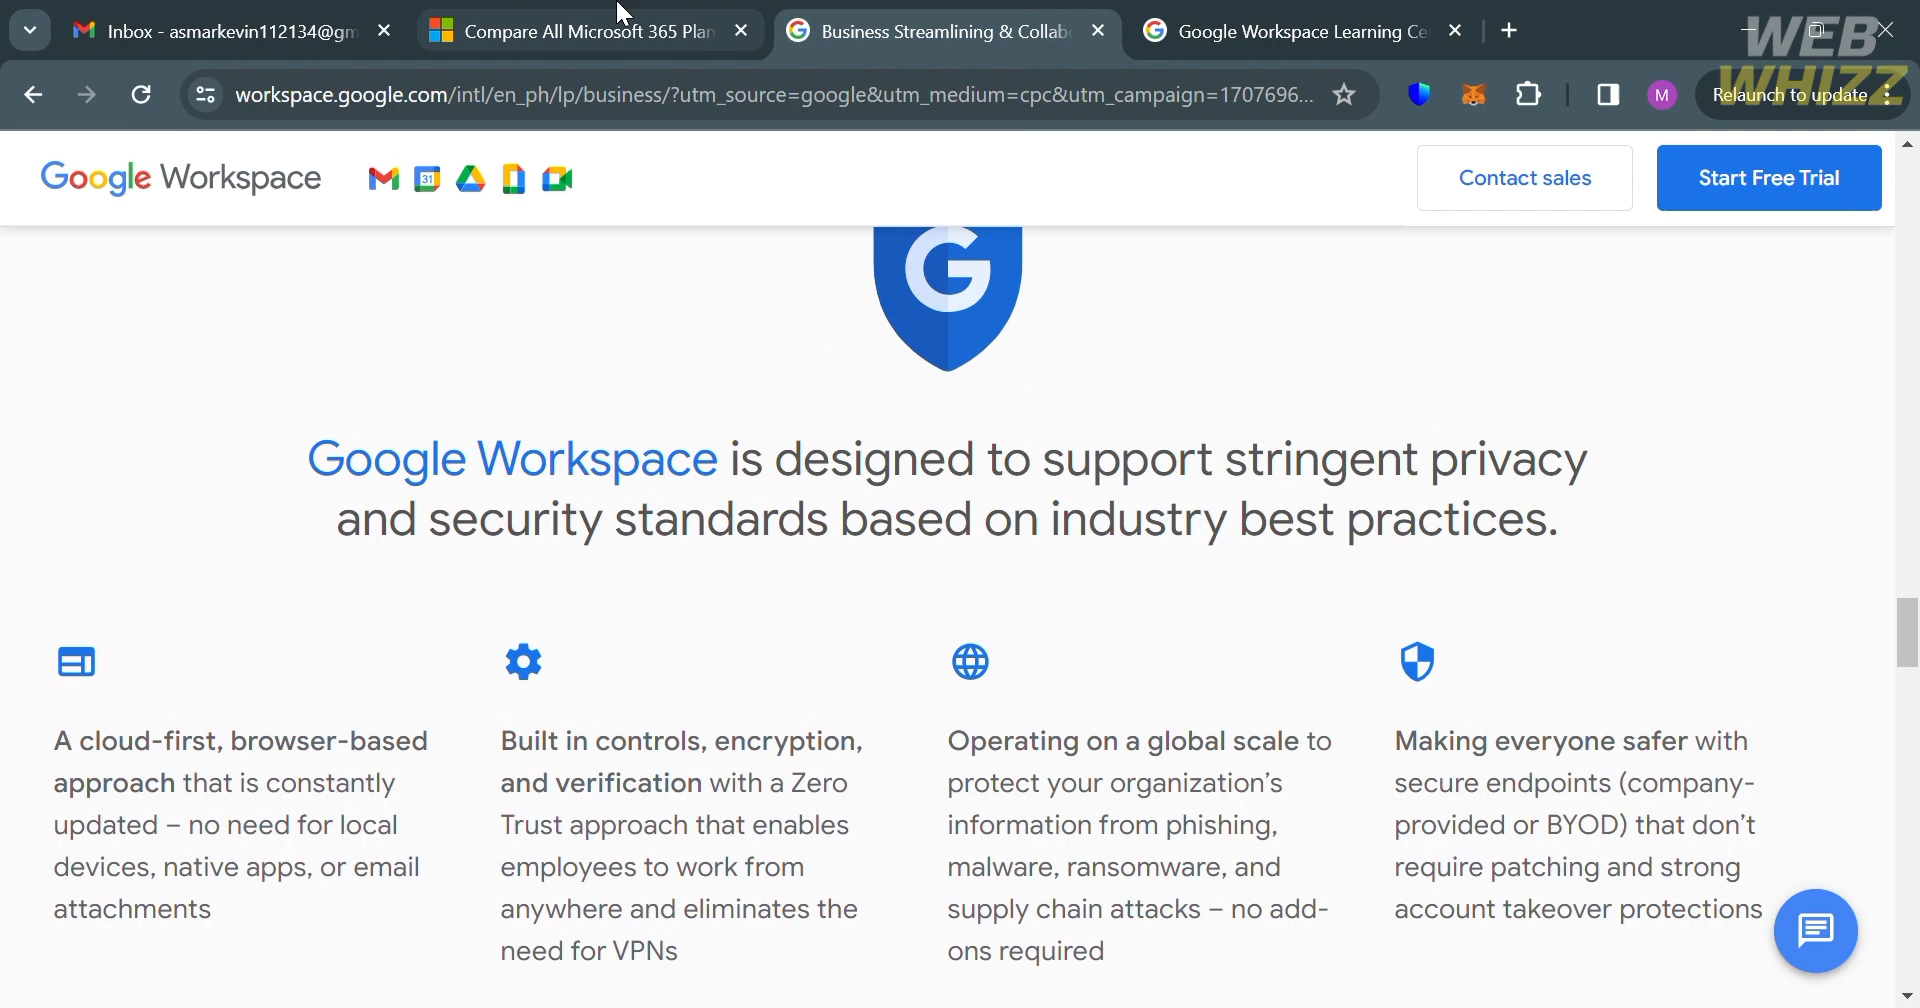 Inbox - asmarkevin112134@gm
Compare All Microsoft 365 Plan
Business Streamlining & Collab
Google Workspace Learning Ce
WEB
WHIZZ
workspace.google.com/intl/en_ph/lp/business/?utm_source=google&utm_medium=cpc&utm_campaign=1707696...
M
Relaunch to update
Google Workspace
31
Contact sales
Start Free Trial
G
Google Workspace is designed to support stringent privacy
and security standards based on industry best practices.
A cloud-first, browser-based
approach that is constantly
updated – no need for local
devices, native apps, or email
attachments
Built in controls, encryption,
and verification with a Zero
Trust approach that enables
employees to work from
anywhere and eliminates the
need for VPNs
Operating on a global scale to
protect your organization's
information from phishing,
malware, ransomware, and
supply chain attacks – no add-
ons required
Making everyone safer with
secure endpoints (company-
provided or BYOD) that don't
require patching and strong
account takeover protections